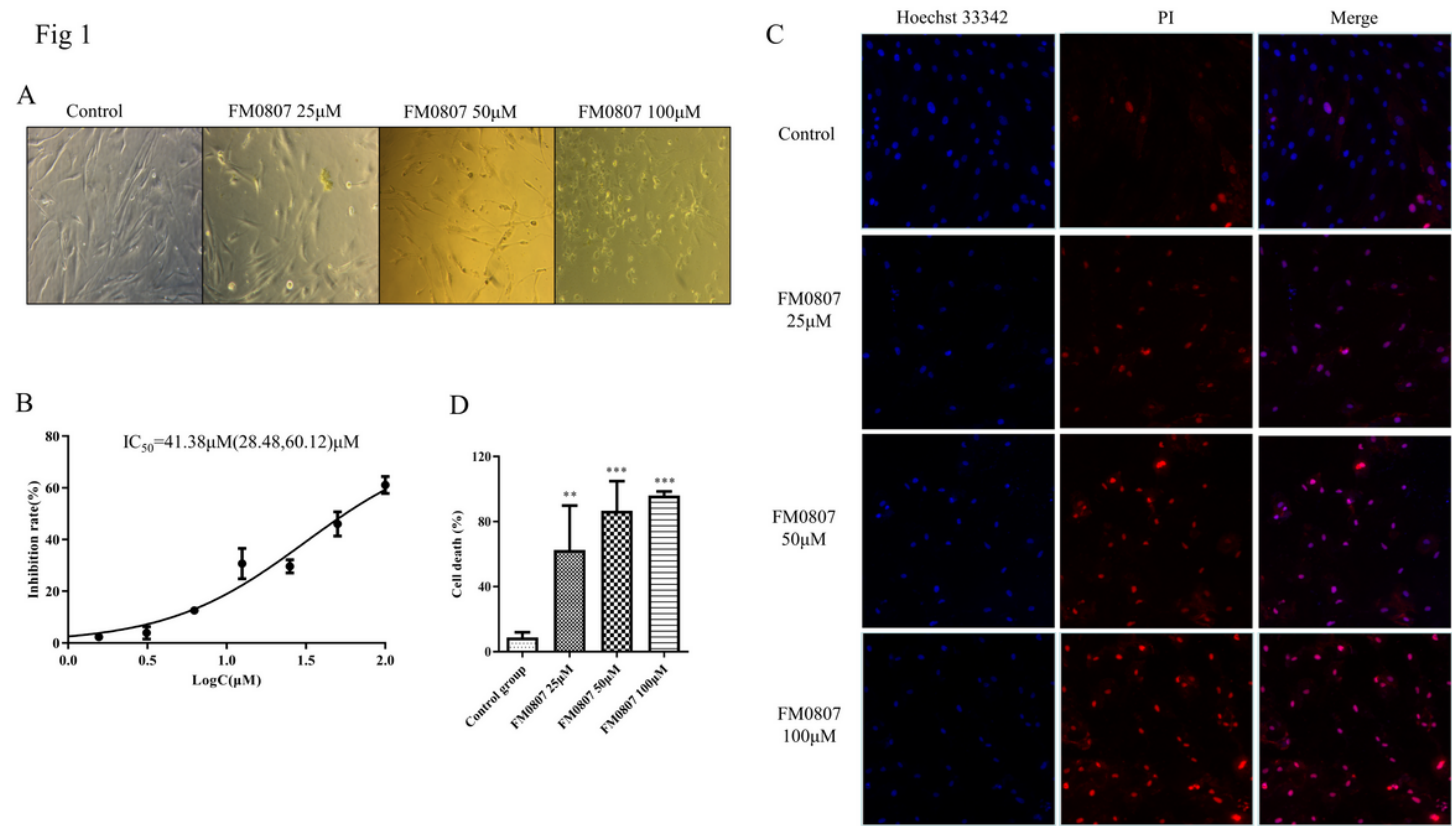 Fig 1
A
Control
FM0807 25μM
FM0807 50μM
FM0807 100μM
B
IC50=41.38μM(28.48,60.12)μM
Inhibition rate(%)
80
60
40
20
0
0.0
0.5
1.0
1.5
2.0
LogC(μM)
D
Cell death (%)
120
80
40
0
**
***
***
Control group
FM0807 25μM
FM0807 50μM
FM0807 100μM
C
Hoechst 33342
PI
Merge
Control
FM0807
25μM
FM0807
50μM
FM0807
100μM